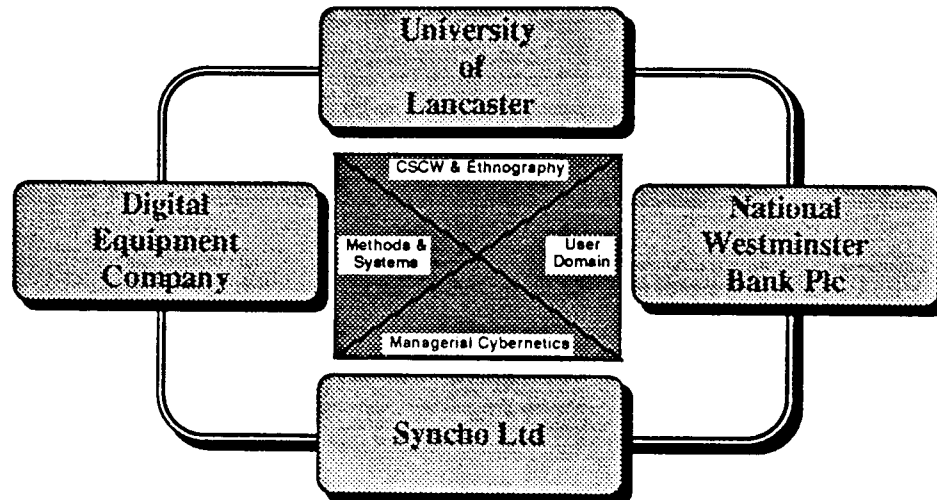 University
of
Lancaster
CSCW & Ethnography
Digital
Equipment
Company
Methods &
Systems
User
Domain
National
Westminster
Bank Plc
Managerial Cybernetics
Syncho Ltd